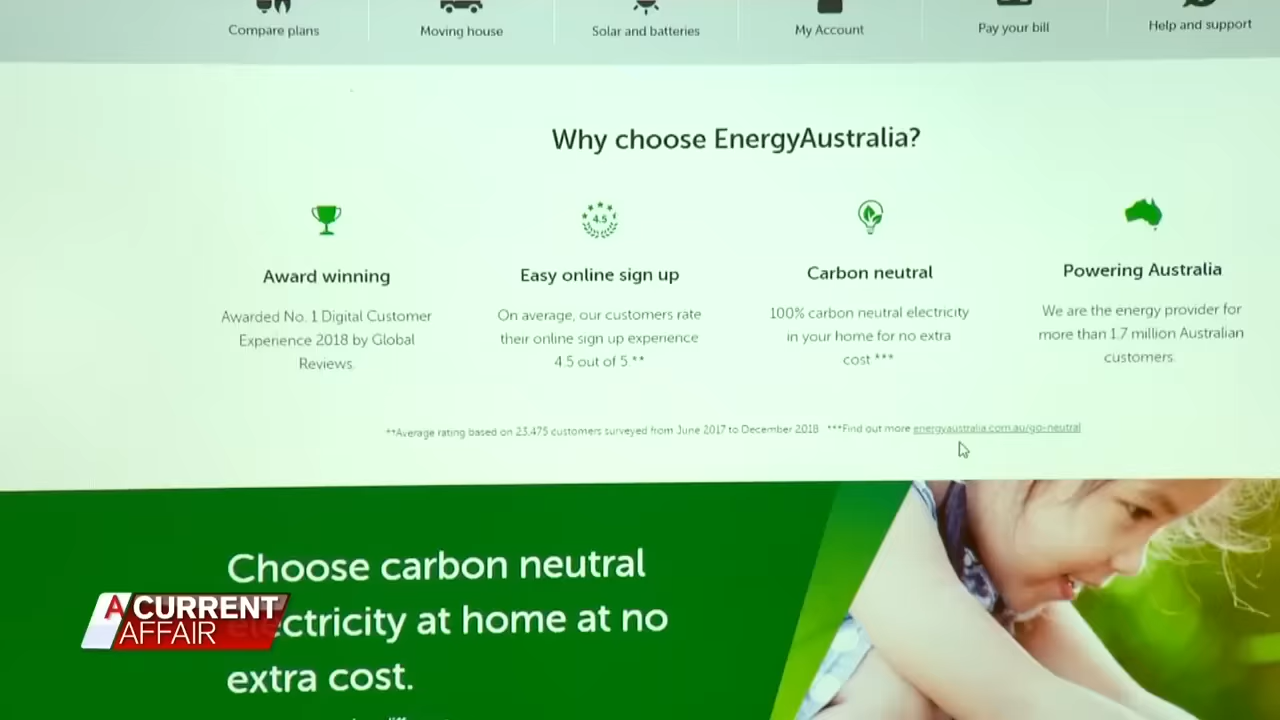 Compare plans
Moving house
Solar and batteries
My Account
Pay your bill
Help and support
Why choose EnergyAustralia?
4.5
Award winning
Awarded No. 1 Digital Customer
Experience 2018 by Global
Reviews.
Easy online sign up
On average, our customers rate
their online sign up experience
4.5 out of 5.**
Carbon neutral
100% carbon neutral electricity
in your home for no extra
cost ***
Powering Australia
We are the energy provider for
more than 1.7 million Australian
customers.
**Average rating based on 23,475 customers surveyed from June 2017 to December 2018 ***Find out more energyaustralia.com.au/go-neutral
Choose carbon neutral
electricity at home at no
extra cost.
A CURRENT
AFFAIR